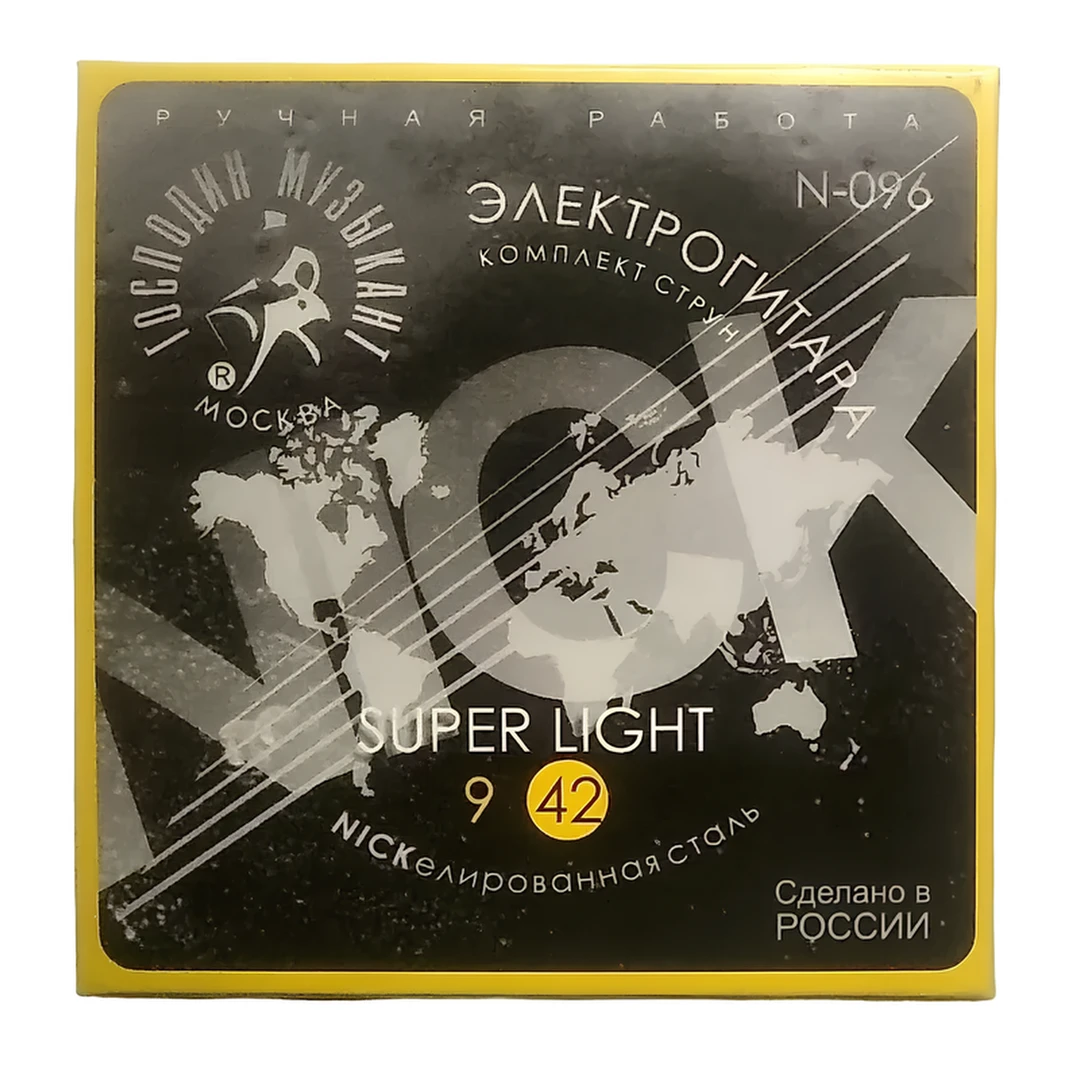 РУЧНАЯ РАБОТА
ГОСПОДИН МУЗЫКАНТ
®
МОСКВА
ЭЛЕКТРОГИТАРА
КОМПЛЕКТ СТРУН
N-096
NICK
SUPER LIGHT
9 42
NICKелированная сталь
Сделано в
РОССИИ